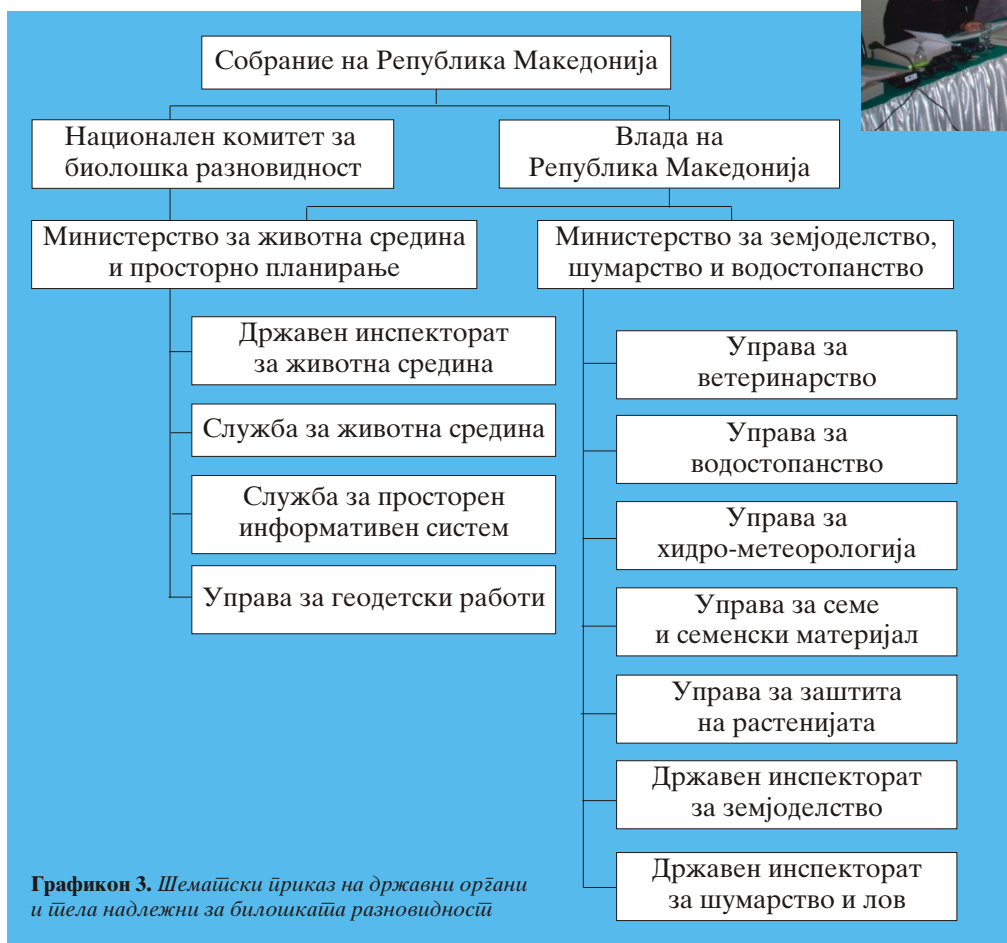 Собрание на Република Македонија
Национален комитет за
биолошка разновидност
Влада на
Република Македонија
Министерство за животна средина
и просторно планирање
Министерство за земјоделство,
шумарство и водостопанство
Државен инспекторат
за животна средина
Служба за животна средина
Служба за просторен
информативен систем
Управа за геодетски работи
Управа за
ветеринарство
Управа за
водостопанство
Управа за
хидро-метеорологија
Управа за семе
и семенски материјал
Управа за заштита
на растенијата
Државен инспекторат
за земјоделство
Државен инспекторат
за шумарство и лов
Графикон 3. Шематски приказ на државни органи
и тела надлежни за билошката разновидност